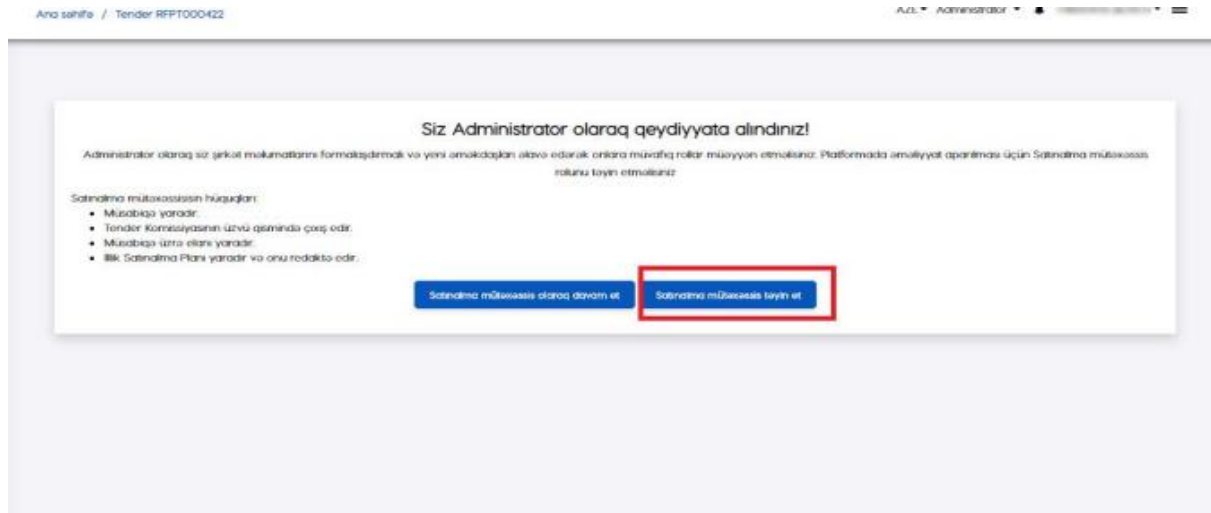 Ana səhifə / Tender RFPT000422
AZE Administrator
Siz Administrator olaraq qeydiyyata alındınız!
Administrator olaraq siz şirkət məlumatlarını formalaşdırmalı və yeni əməkdaşları əlavə edərək onlara müvafiq rollar müəyyən etməlisiniz. Platformada əməliyyat aparılması üçün Satınalma mütəxəssis
rolunu təyin etməlisiniz
Satınalma mütəxəssisin hüquqları:
• Müsabiqə yaradır.
• Tender Komissiyasının üzvü qismində çıxış edir.
• Müsabiqə üzrə elanı yaradır.
• İllik Satınalma Planı yaradır və onu redaktə edir.
Satınalma mütəxəssis olaraq davam et
Satınalma mütəxəssis təyin et